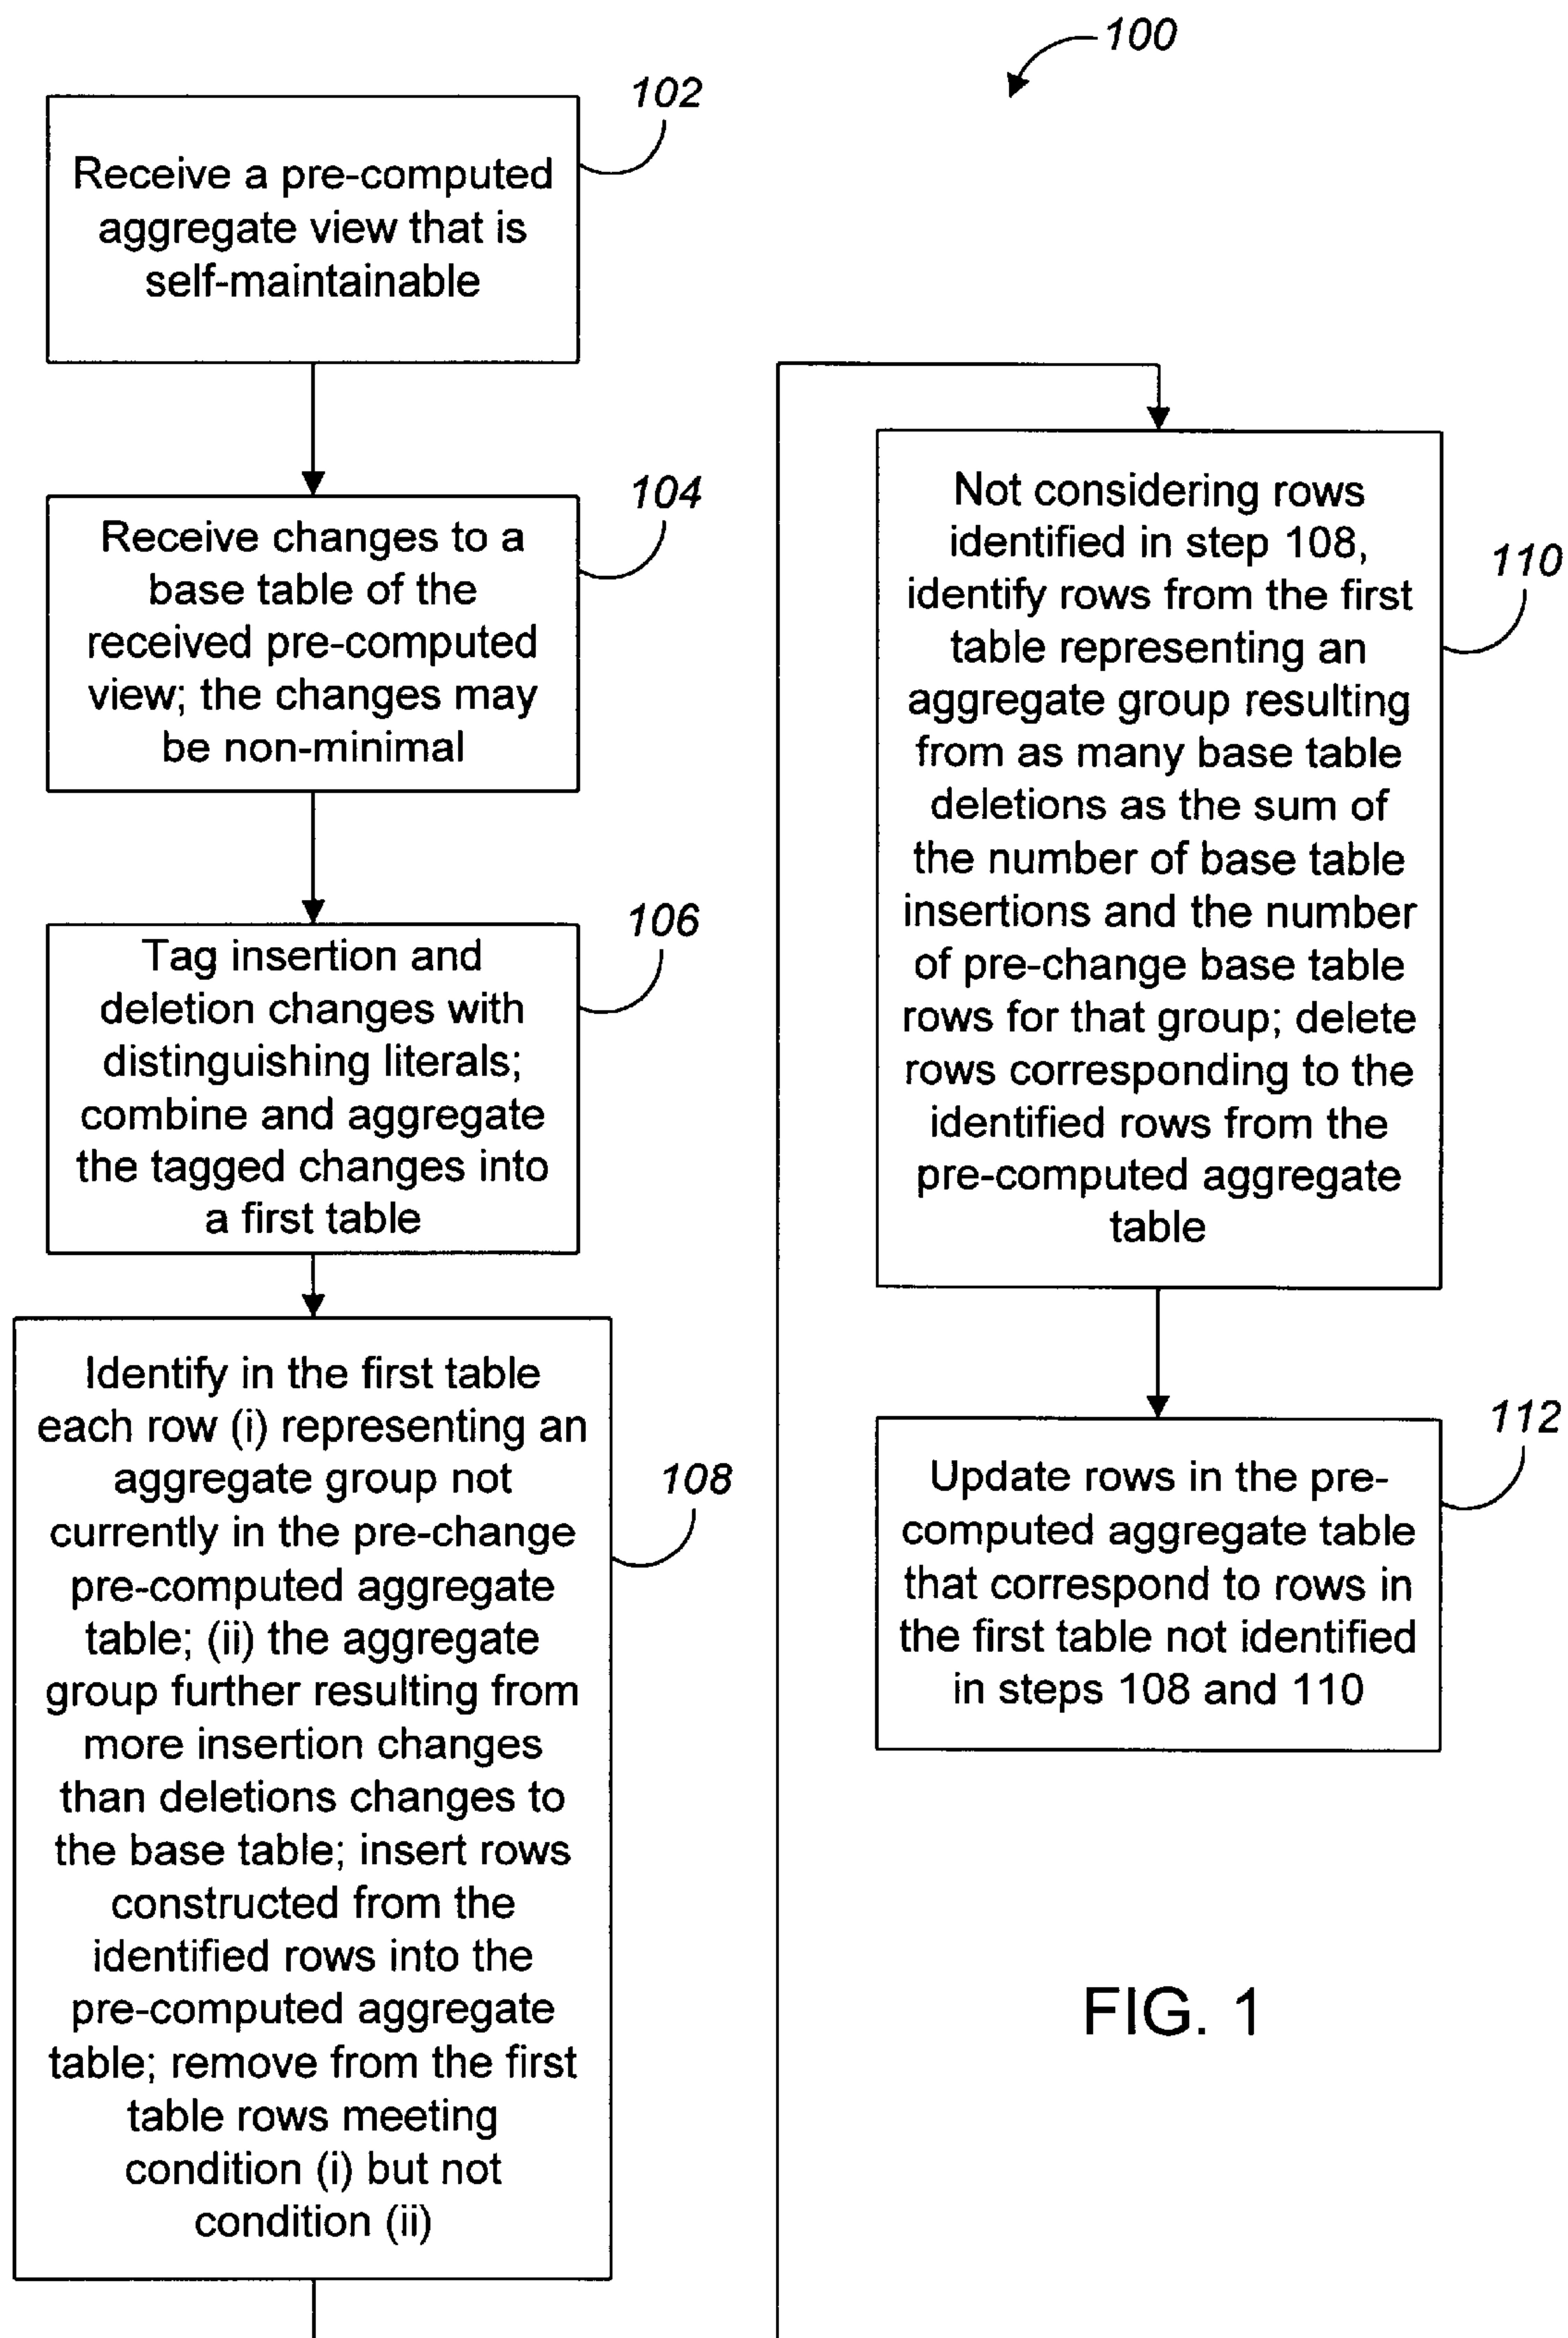 100
102
Receive a pre-computed
aggregate view that is
self-maintainable
104
Receive changes to a
base table of the
received pre-computed
view; the changes may
be non-minimal
106
Tag insertion and
deletion changes with
distinguishing literals;
combine and aggregate
the tagged changes into
a first table
108
Identify in the first table
each row (i) representing an
aggregate group not
currently in the pre-change
pre-computed aggregate
table; (ii) the aggregate
group further resulting from
more insertion changes
than deletions changes to
the base table; insert rows
constructed from the
identified rows into the
pre-computed aggregate
table; remove from the first
table rows meeting
condition (i) but not
condition (ii)
110
Not considering rows
identified in step 108,
identify rows from the first
table representing an
aggregate group resulting
from as many base table
deletions as the sum of
the number of base table
insertions and the number
of pre-change base table
rows for that group; delete
rows corresponding to the
identified rows from the
pre-computed aggregate
table
112
Update rows in the pre-
computed aggregate table
that correspond to rows in
the first table not identified
in steps 108 and 110
FIG. 1